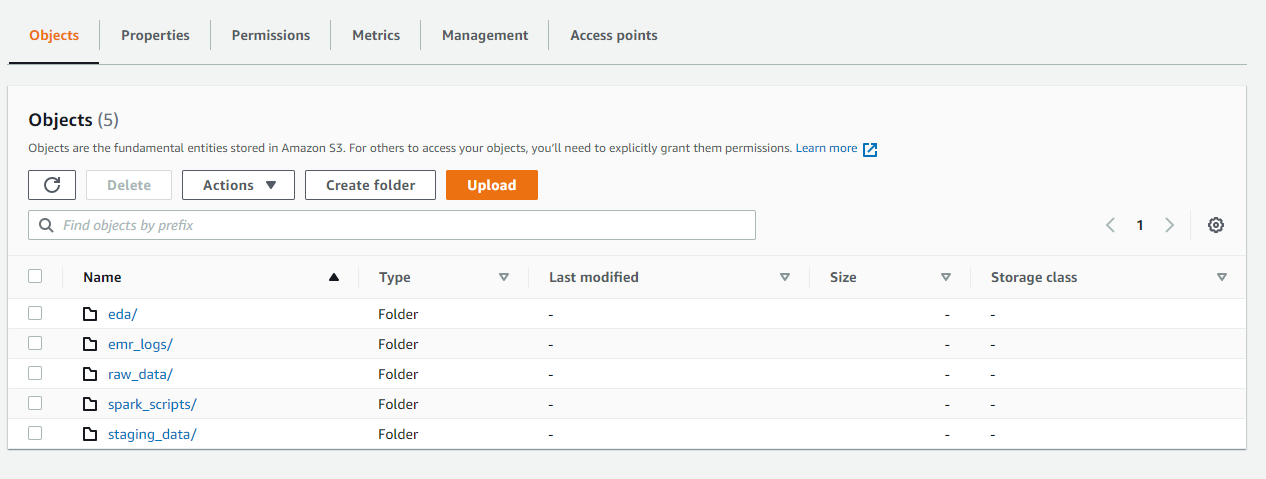 Objects Properties Permissions Metrics Management Access points
Objects (5)
Objects are the fundamental entities stored in Amazon S3. For others to access your objects, you'll need to explicitly grant them permissions. Learn more
Delete Actions Create folder Upload
Find objects by prefix 1
Name Type Last modified Size Storage class
eda/ Folder - - -
emr_logs/ Folder - - -
raw_data/ Folder - - -
spark_scripts/ Folder - - -
staging_data/ Folder - - -